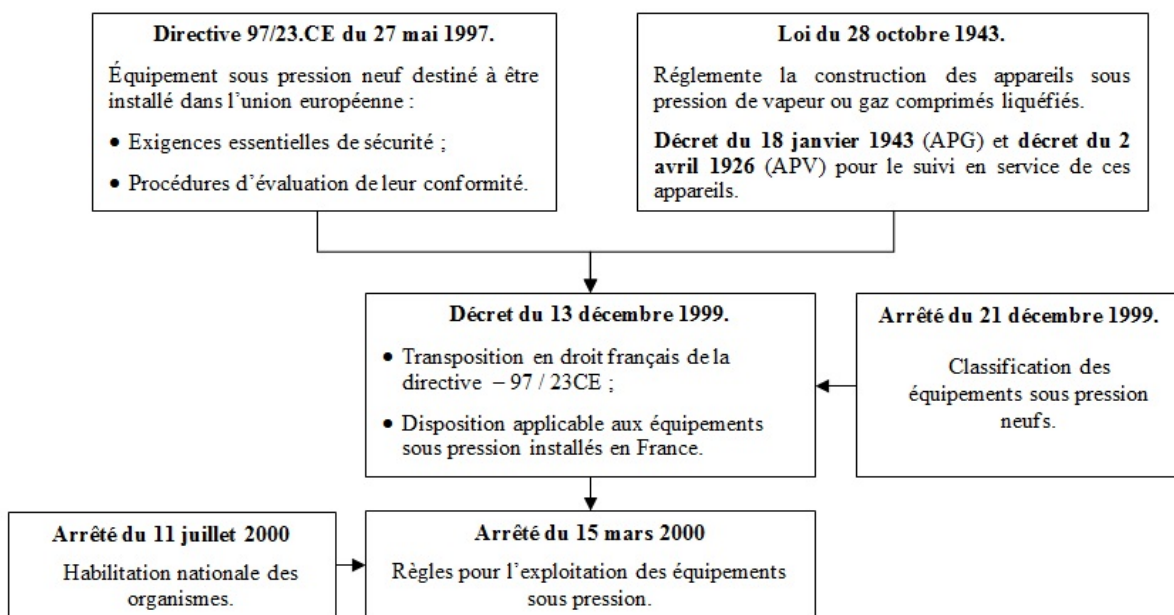 Directive 97/23.CE du 27 mai 1997.
Équipement sous pression neuf destiné à être
installé dans l'union européenne :
• Exigences essentielles de sécurité ;
• Procédures d'évaluation de leur conformité.
Loi du 28 octobre 1943.
Réglemente la construction des appareils sous
pression de vapeur ou gaz comprimés liquéfiés.
Décret du 18 janvier 1943 (APG) et décret du 2
avril 1926 (APV) pour le suivi en service de ces
appareils.
Décret du 13 décembre 1999.
• Transposition en droit français de la
directive – 97 / 23CE ;
• Disposition applicable aux équipements
sous pression installés en France.
Arrêté du 21 décembre 1999.
Classification des
équipements sous pression
neufs.
Arrêté du 11 juillet 2000
Habilitation nationale des
organismes.
Arrêté du 15 mars 2000
Règles pour l'exploitation des équipements
sous pression.